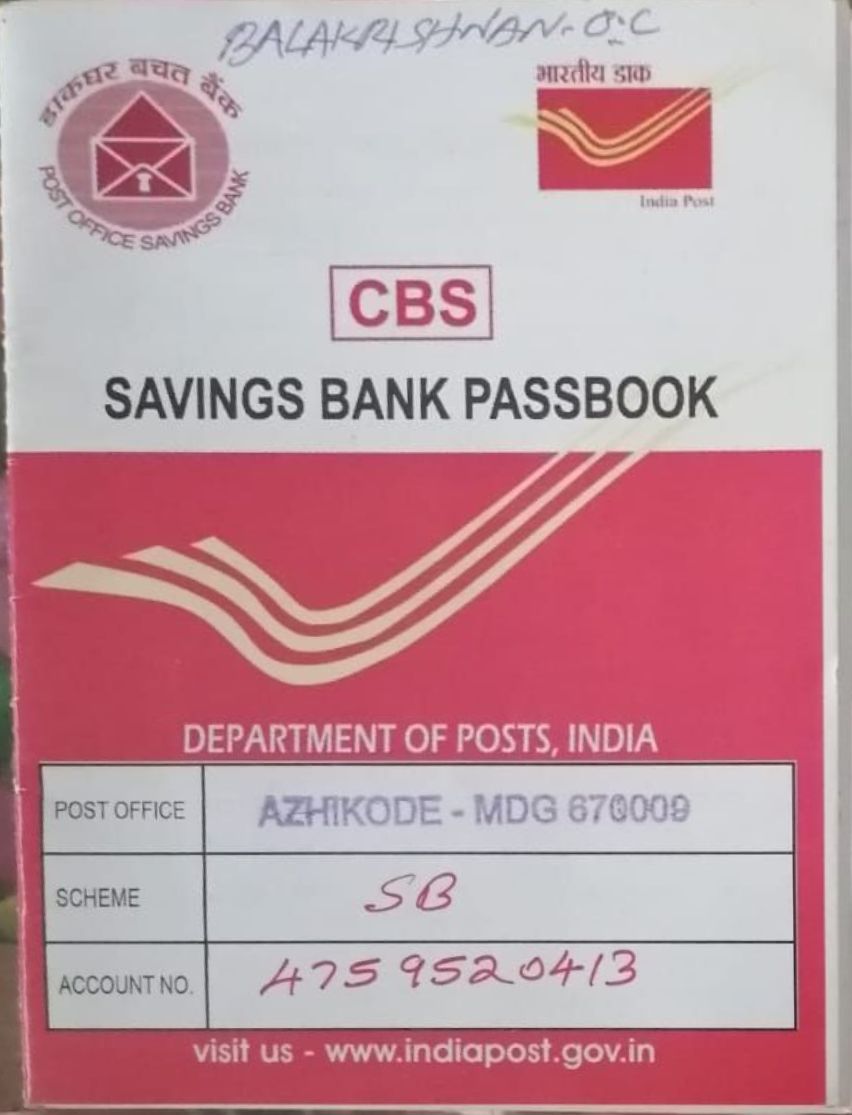 BALAKRISHNAN. O.C
डाकघर बचत बैंक
POST OFFICE SAVINGS BANK
भारतीय डाक
India Post
CBS
SAVINGS BANK PASSBOOK
DEPARTMENT OF POSTS, INDIA
POST OFFICE AZHIKODE - MDG 670009
SCHEME SB
ACCOUNT NO. 4759520413
visit us - www.indiapost.gov.in